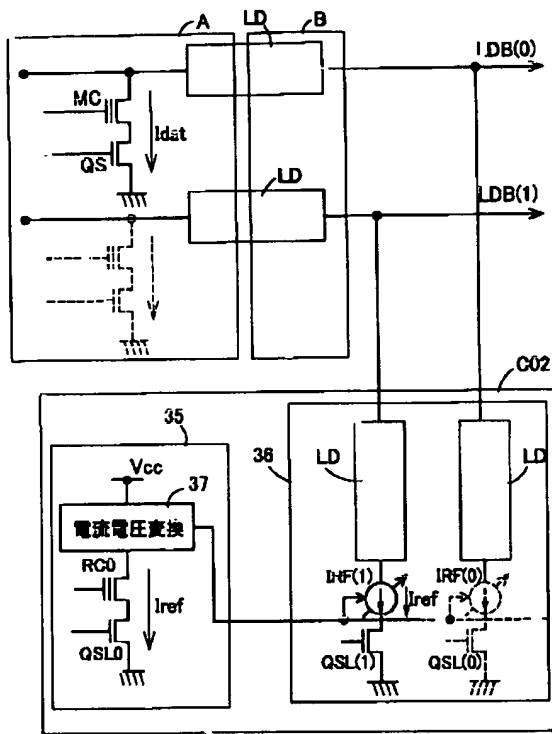 A
LD
B
LDB(0)
MC
Idat
QS
LD
LDB(1)
C02
35
36
Vcc
37
LD
LD
電流電圧変換
RC0
IRF(1)
IRF(0)
Iref
Iref
QSL0
QSL(1)
QSL(0)